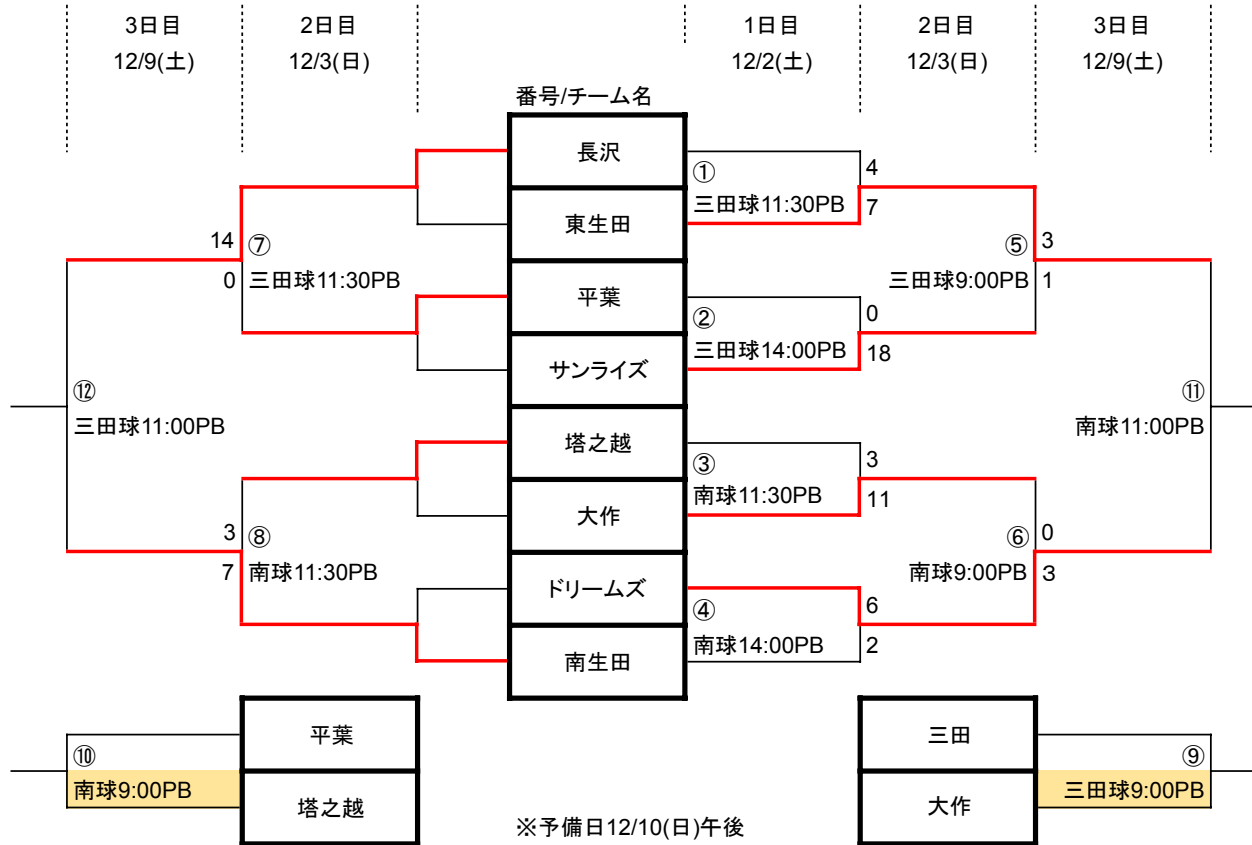 3日目
12/9(土)
2日目
12/3(日)
1日目
12/2(土)
2日目
12/3(日)
3日目
12/9(土)
番号/チーム名
長沢
東生田
平葉
サンライズ
塔之越
大作
ドリームズ
南生田
①
三田球11:30PB
4
7
②
三田球14:00PB
0
18
③
南球11:30PB
3
11
④
南球14:00PB
6
2
⑤
三田球9:00PB
3
1
⑥
南球9:00PB
0
3
⑪
南球11:00PB
14
0
⑦
三田球11:30PB
3
7
⑧
南球11:30PB
⑫
三田球11:00PB
⑩
南球9:00PB
平葉
塔之越
三田
大作
⑨
三田球9:00PB
※予備日12/10(日)午後